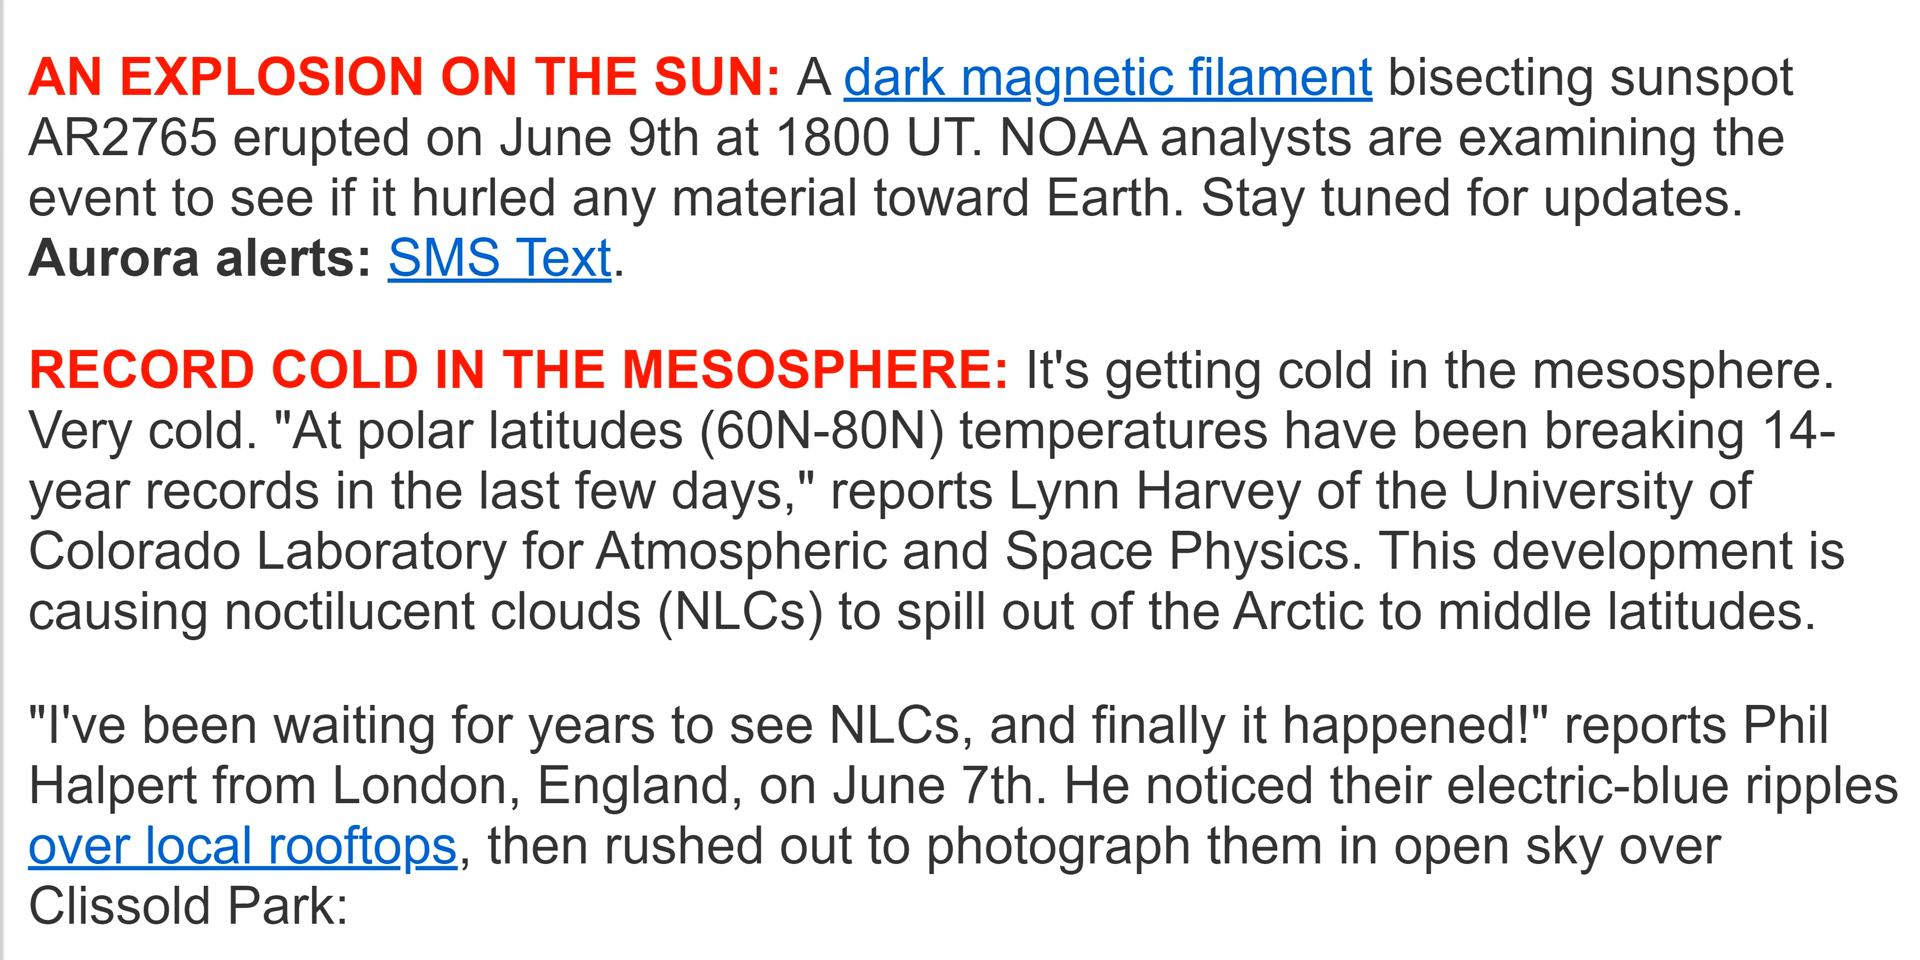 AN EXPLOSION ON THE SUN: A dark magnetic filament bisecting sunspot
AR2765 erupted on June 9th at 1800 UT. NOAA analysts are examining the
event to see if it hurled any material toward Earth. Stay tuned for updates.
Aurora alerts: SMS Text.
RECORD COLD IN THE MESOSPHERE: It's getting cold in the mesosphere.
Very cold. "At polar latitudes (60N-80N) temperatures have been breaking 14-
year records in the last few days," reports Lynn Harvey of the University of
Colorado Laboratory for Atmospheric and Space Physics. This development is
causing noctilucent clouds (NLCs) to spill out of the Arctic to middle latitudes.
"I've been waiting for years to see NLCs, and finally it happened!" reports Phil
Halpert from London, England, on June 7th. He noticed their electric-blue ripples
over local rooftops, then rushed out to photograph them in open sky over
Clissold Park: